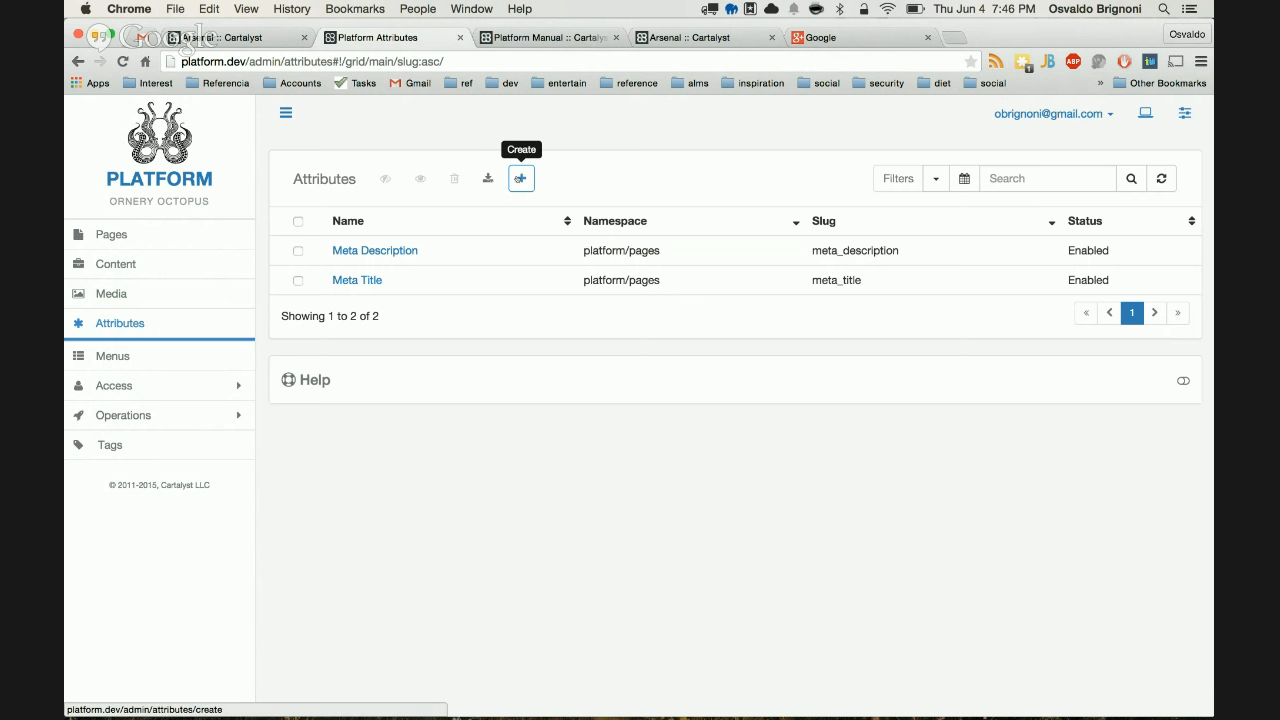 Chrome File Edit View History Bookmarks People Window Help Thu Jun 4 7:46 PM Osvaldo Brignoni
Google
Arsenal :: Cartalyst Platform Attributes Platform Manual :: Cartalys Arsenal :: Cartalyst Google Osvaldo
platform.dev/admin/attributes#!/grid/main/slug:asc/
Apps Interest Referencia Accounts Tasks Gmail ref dev entertain reference alms inspiration social security diet social » Other Bookmarks
PLATFORM
ORNERY OCTOPUS
Pages
Content
Media
Attributes
Menus
Access
Operations
Tags
© 2011-2015, Cartalyst LLC
obrignoni@gmail.com
Create
Attributes Filters Search
Name Namespace Slug Status
Meta Description platform/pages meta_description Enabled
Meta Title platform/pages meta_title Enabled
Showing 1 to 2 of 2 « 1 »
Help
platform.dev/admin/attributes/create